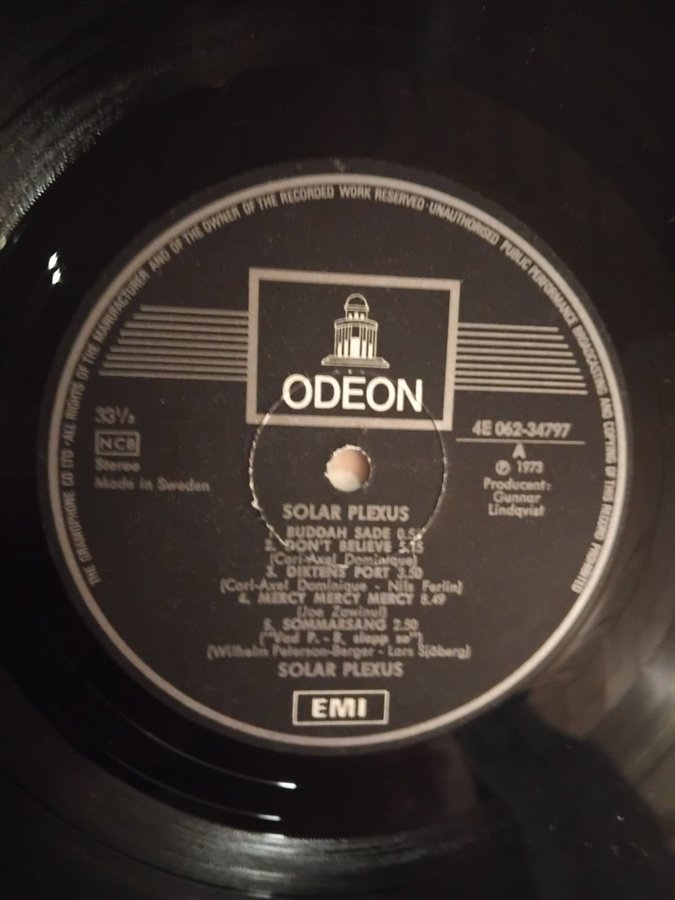 THE GRAMOPHONE CO LTD · ALL RIGHTS OF THE MANUFACTURER AND OF THE OWNER OF THE RECORDED WORK RESERVED · UNAUTHORISED PUBLIC PERFORMANCE BROADCASTING AND COPYING OF THIS RECORD PROHIBITED
ODEON
33⅓
NCB
Stereo
Made in Sweden
4E 062-34797
A
℗ 1973
Producent:
Gunnar
Lindqvist
SOLAR PLEXUS
1. BUDDAH SADE
2. DON'T BELIEVE 5.15
(Carl-Axel Dominique)
3. DIKTENS PORT 3.50
(Carl-Axel Dominique - Nils Ferlin)
4. MERCY MERCY MERCY 8.49
(Joe Zawinul)
5. SOMMARSANG 2.50
("Vad P. - B. slapp se")
(Wilhelm Peterson-Berger - Lars Sjöberg)
SOLAR PLEXUS
EMI